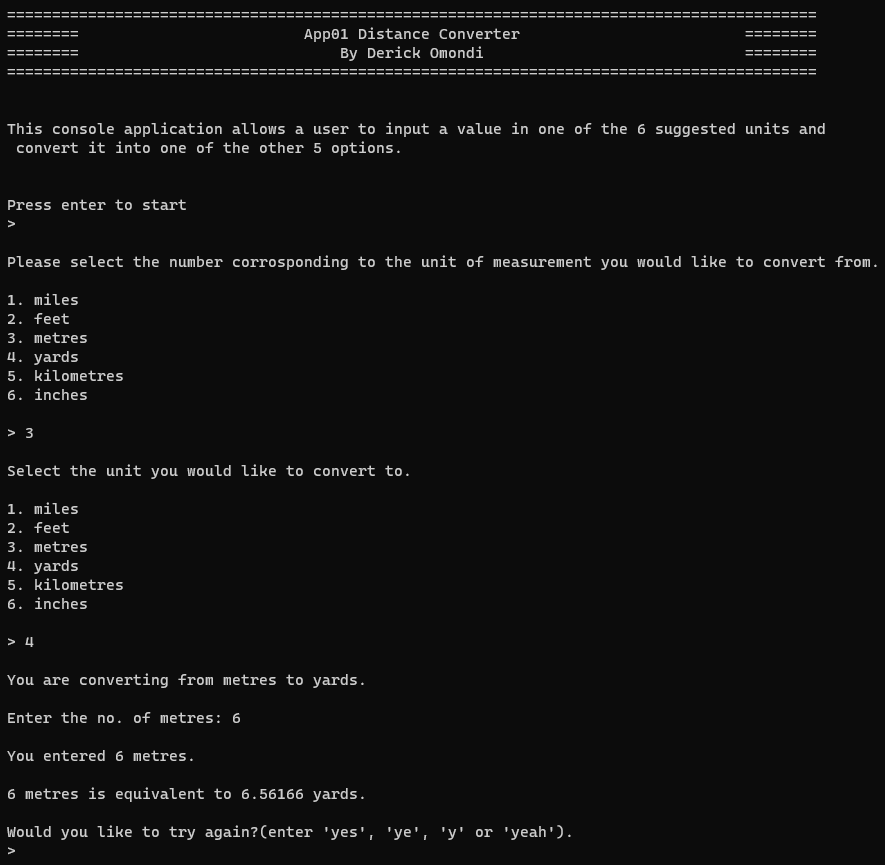 ==========================================================================================
========                         App01 Distance Converter                         ========
========                             By Derick Omondi                             ========
==========================================================================================
This console application allows a user to input a value in one of the 6 suggested units and
convert it into one of the other 5 options.
Press enter to start
>
Please select the number corrosponding to the unit of measurement you would like to convert from.
1. miles
2. feet
3. metres
4. yards
5. kilometres
6. inches
> 3
Select the unit you would like to convert to.
1. miles
2. feet
3. metres
4. yards
5. kilometres
6. inches
> 4
You are converting from metres to yards.
Enter the no. of metres: 6
You entered 6 metres.
6 metres is equivalent to 6.56166 yards.
Would you like to try again?(enter 'yes', 'ye', 'y' or 'yeah').
>